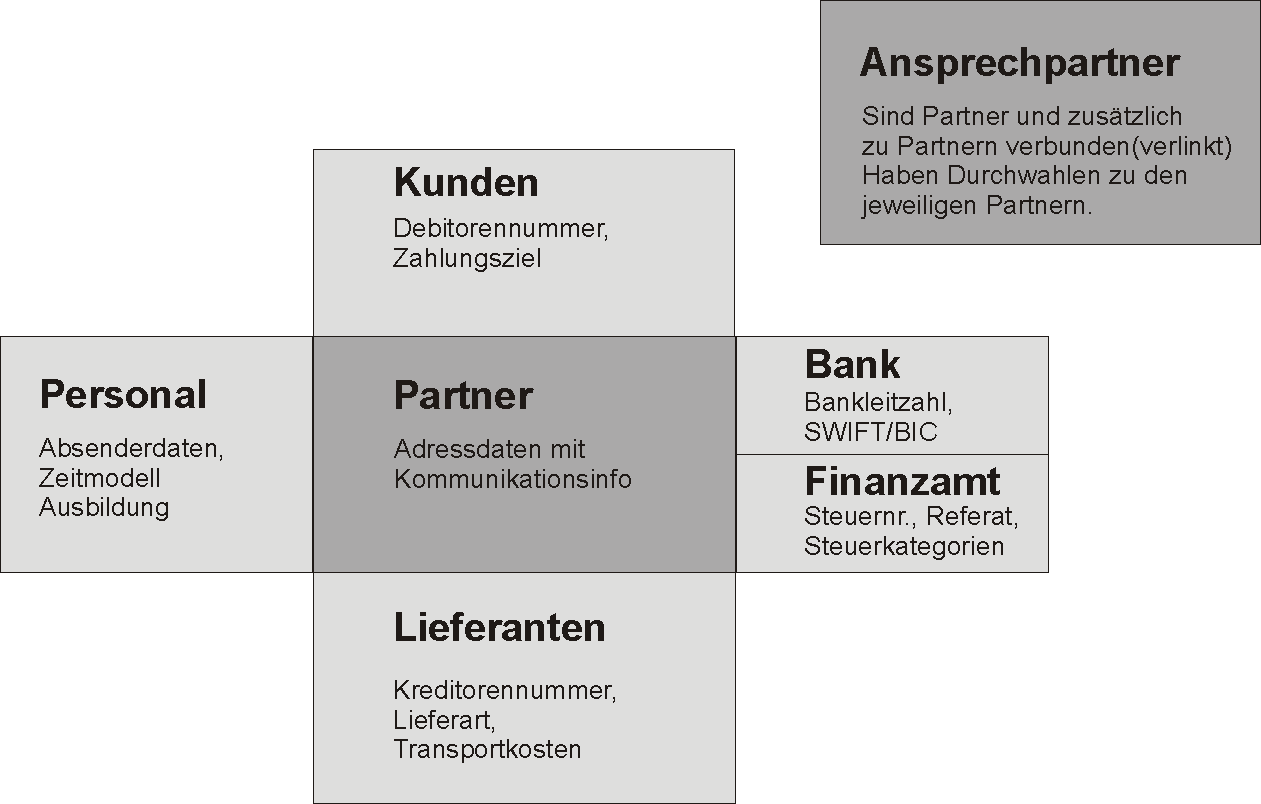 Ansprechpartner
Sind Partner und zusätzlich
zu Partnern verbunden(verlinkt)
Haben Durchwahlen zu den
jeweiligen Partnern.
Kunden
Debitorennummer,
Zahlungsziel
Personal
Absenderdaten,
Zeitmodell
Ausbildung
Partner
Adressdaten mit
Kommunikationsinfo
Bank
Bankleitzahl,
SWIFT/BIC
Finanzamt
Steuernr., Referat,
Steuerkategorien
Lieferanten
Kreditorennummer,
Lieferart,
Transportkosten